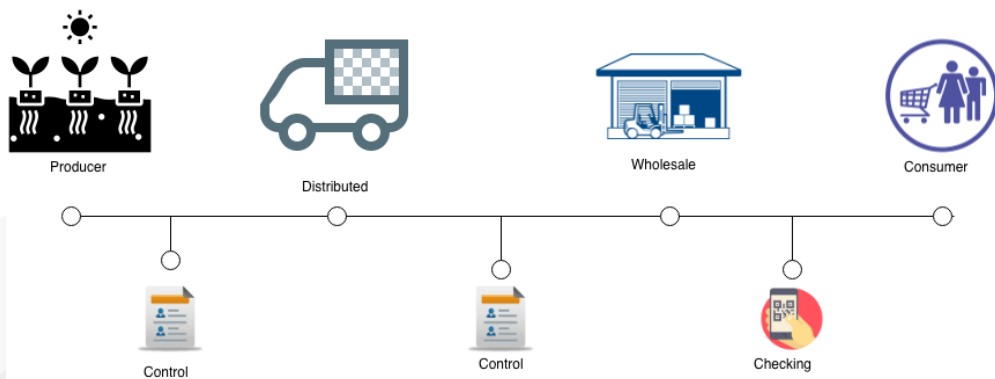 Producer
Distributed
Wholesale
Consumer
Control
Control
Checking